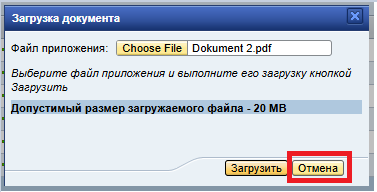 Загрузка документа
Файл приложения: Choose File Dokument 2.pdf
Выберите файл приложения и выполните его загрузку кнопкой
Загрузить
Допустимый размер загружаемого файла - 20 MB
Загрузить Отмена